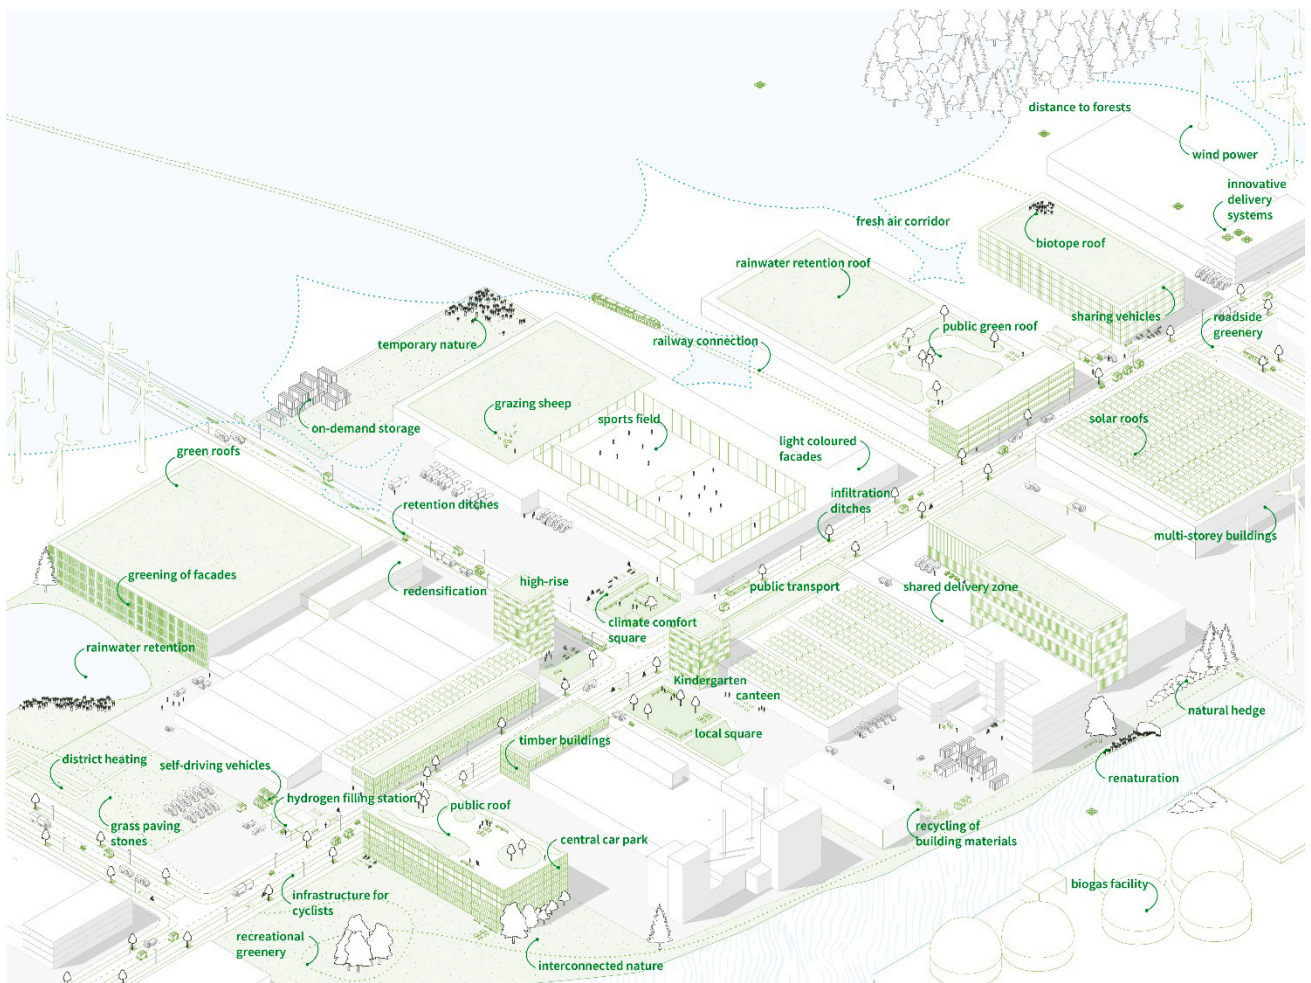 distance to forests
wind power
innovative
delivery
systems
fresh air corridor
biotope roof
rainwater retention roof
sharing vehicles
roadside
greenery
public green roof
temporary nature
railway connection
on-demand storage
grazing sheep
sports field
solar roofs
light coloured
facades
green roofs
infiltration
ditches
retention ditches
multi-storey buildings
greening of facades
redensification
high-rise
public transport
shared delivery zone
climate comfort
square
rainwater retention
Kindergarten
canteen
natural hedge
local square
timber buildings
district heating
self-driving vehicles
renaturation
hydrogen filling station
public roof
grass paving
stones
central car park
recycling of
building materials
biogas facility
infrastructure for
cyclists
recreational
greenery
interconnected nature